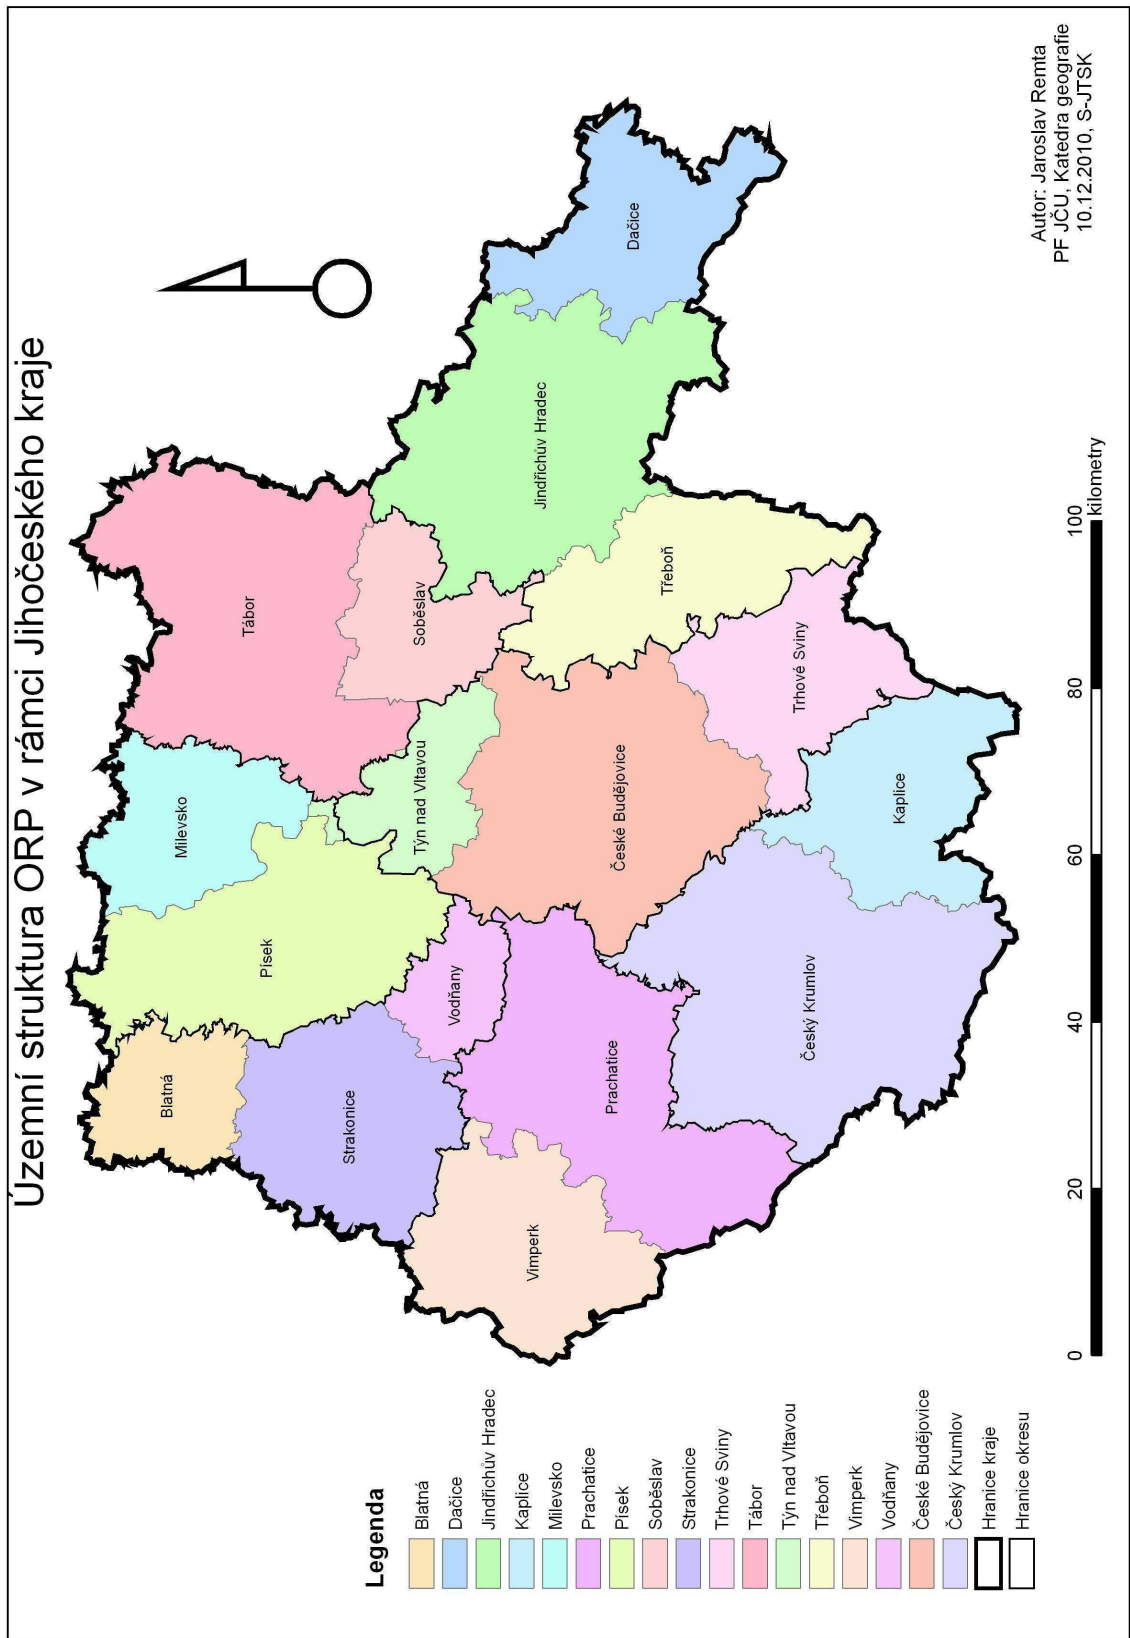 Územní struktura ORP v rámci Jihočeského kraje
Tábor
Milevsko
Písek
Blatná
Strakonice
Soběslav
Týn nad Vltavou
Vodňany
Jindřichův Hradec
Dačice
Třeboň
České Budějovice
Prachatice
Vimperk
Trhové Sviny
Český Krumlov
Kaplice
Legenda
Blatná
Dačice
Jindřichův Hradec
Kaplice
Milevsko
Prachatice
Písek
Soběslav
Strakonice
Trhové Sviny
Tábor
Týn nad Vltavou
Třeboň
Vimperk
Vodňany
České Budějovice
Český Krumlov
Hranice kraje
Hranice okresu
0 20 40 60 80 100
kilometry
Autor: Jaroslav Remta
PF JČU, Katedra geografie
10.12.2010, S-JTSK